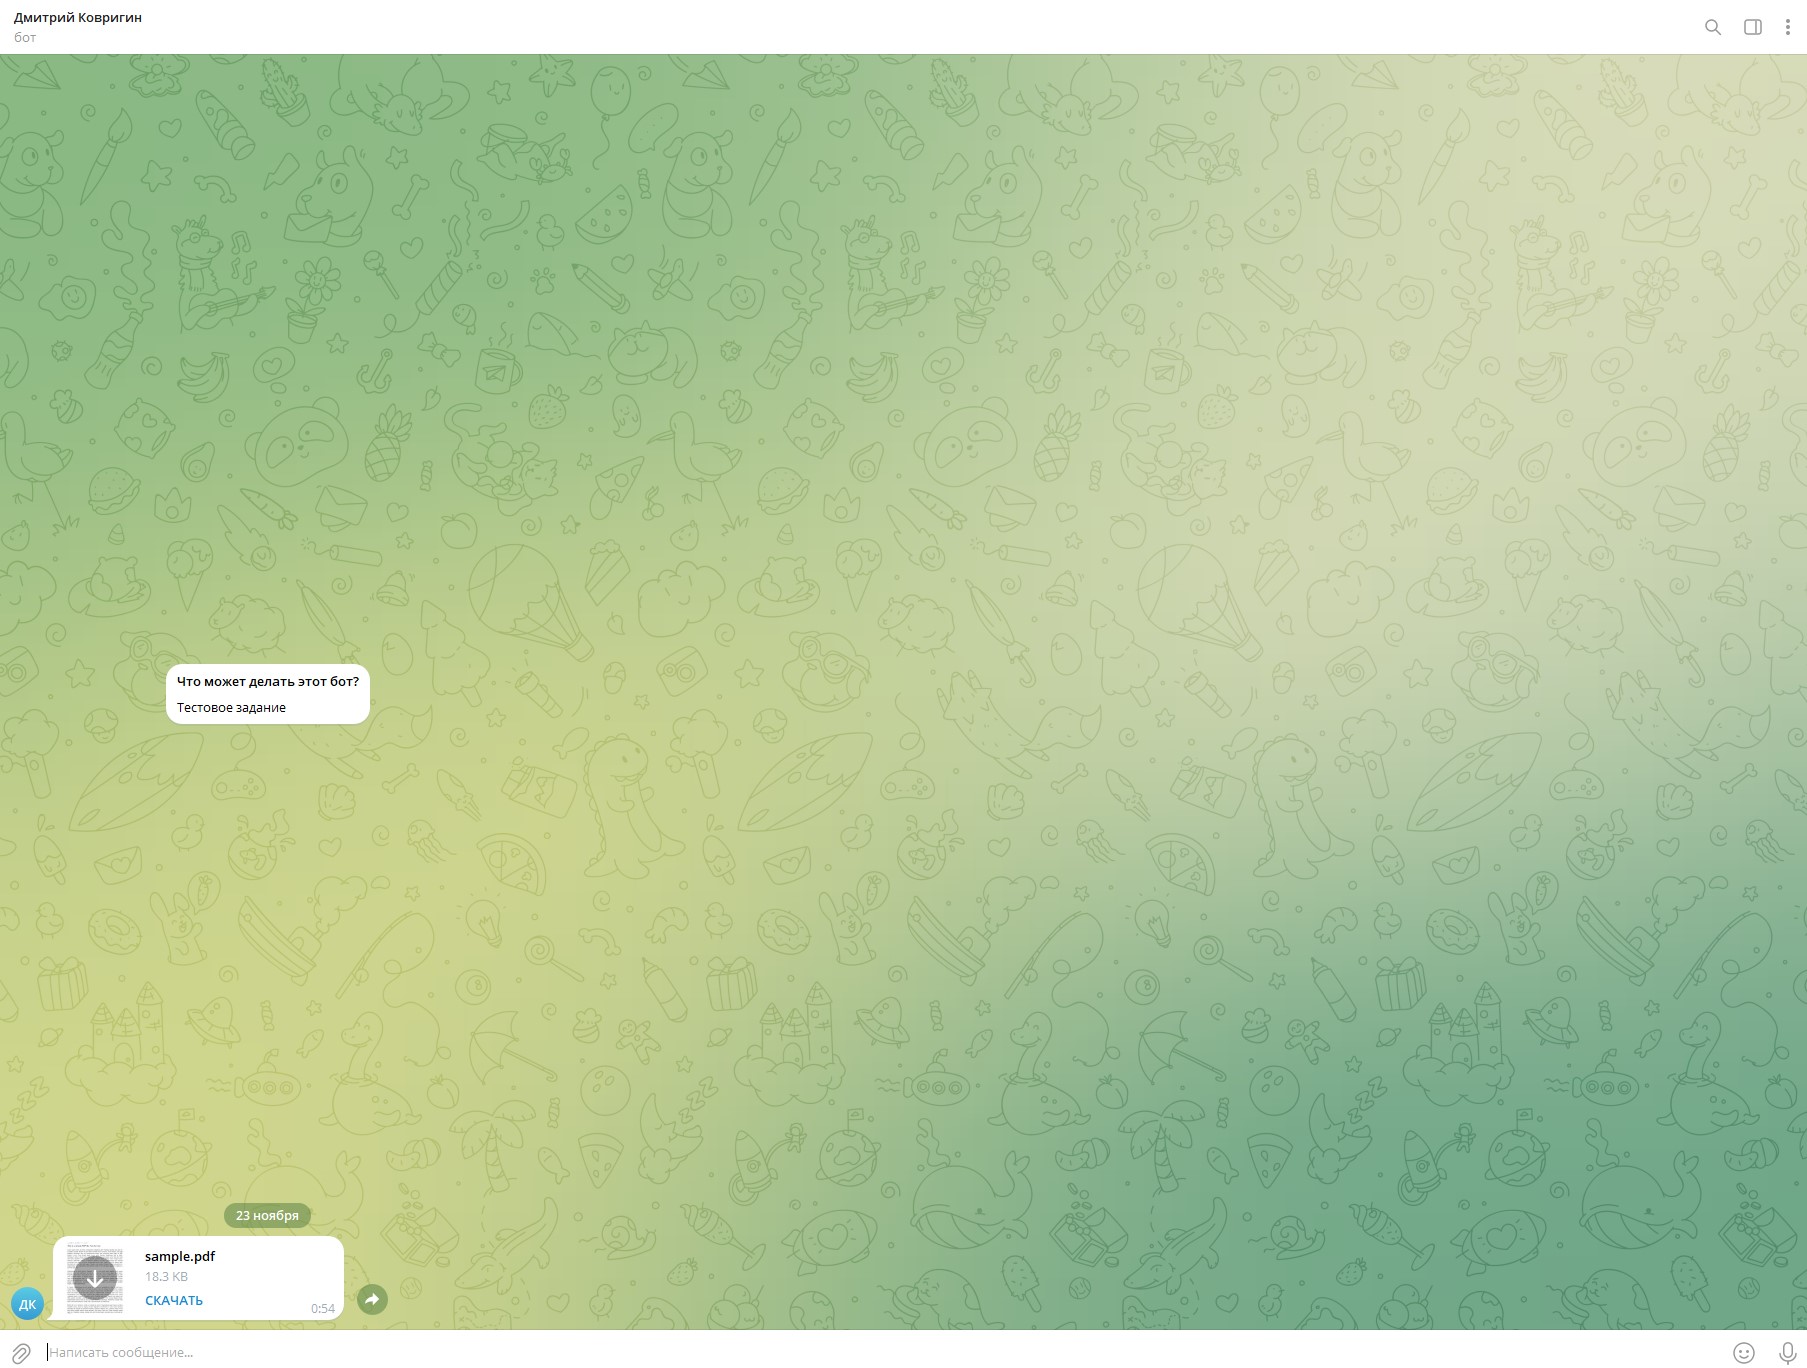 Дмитрий Ковригин
бот
Что может делать этот бот?
Тестовое задание
23 ноября
sample.pdf
18.3 KB
СКАЧАТЬ
0:54
ДК
Написать сообщение...